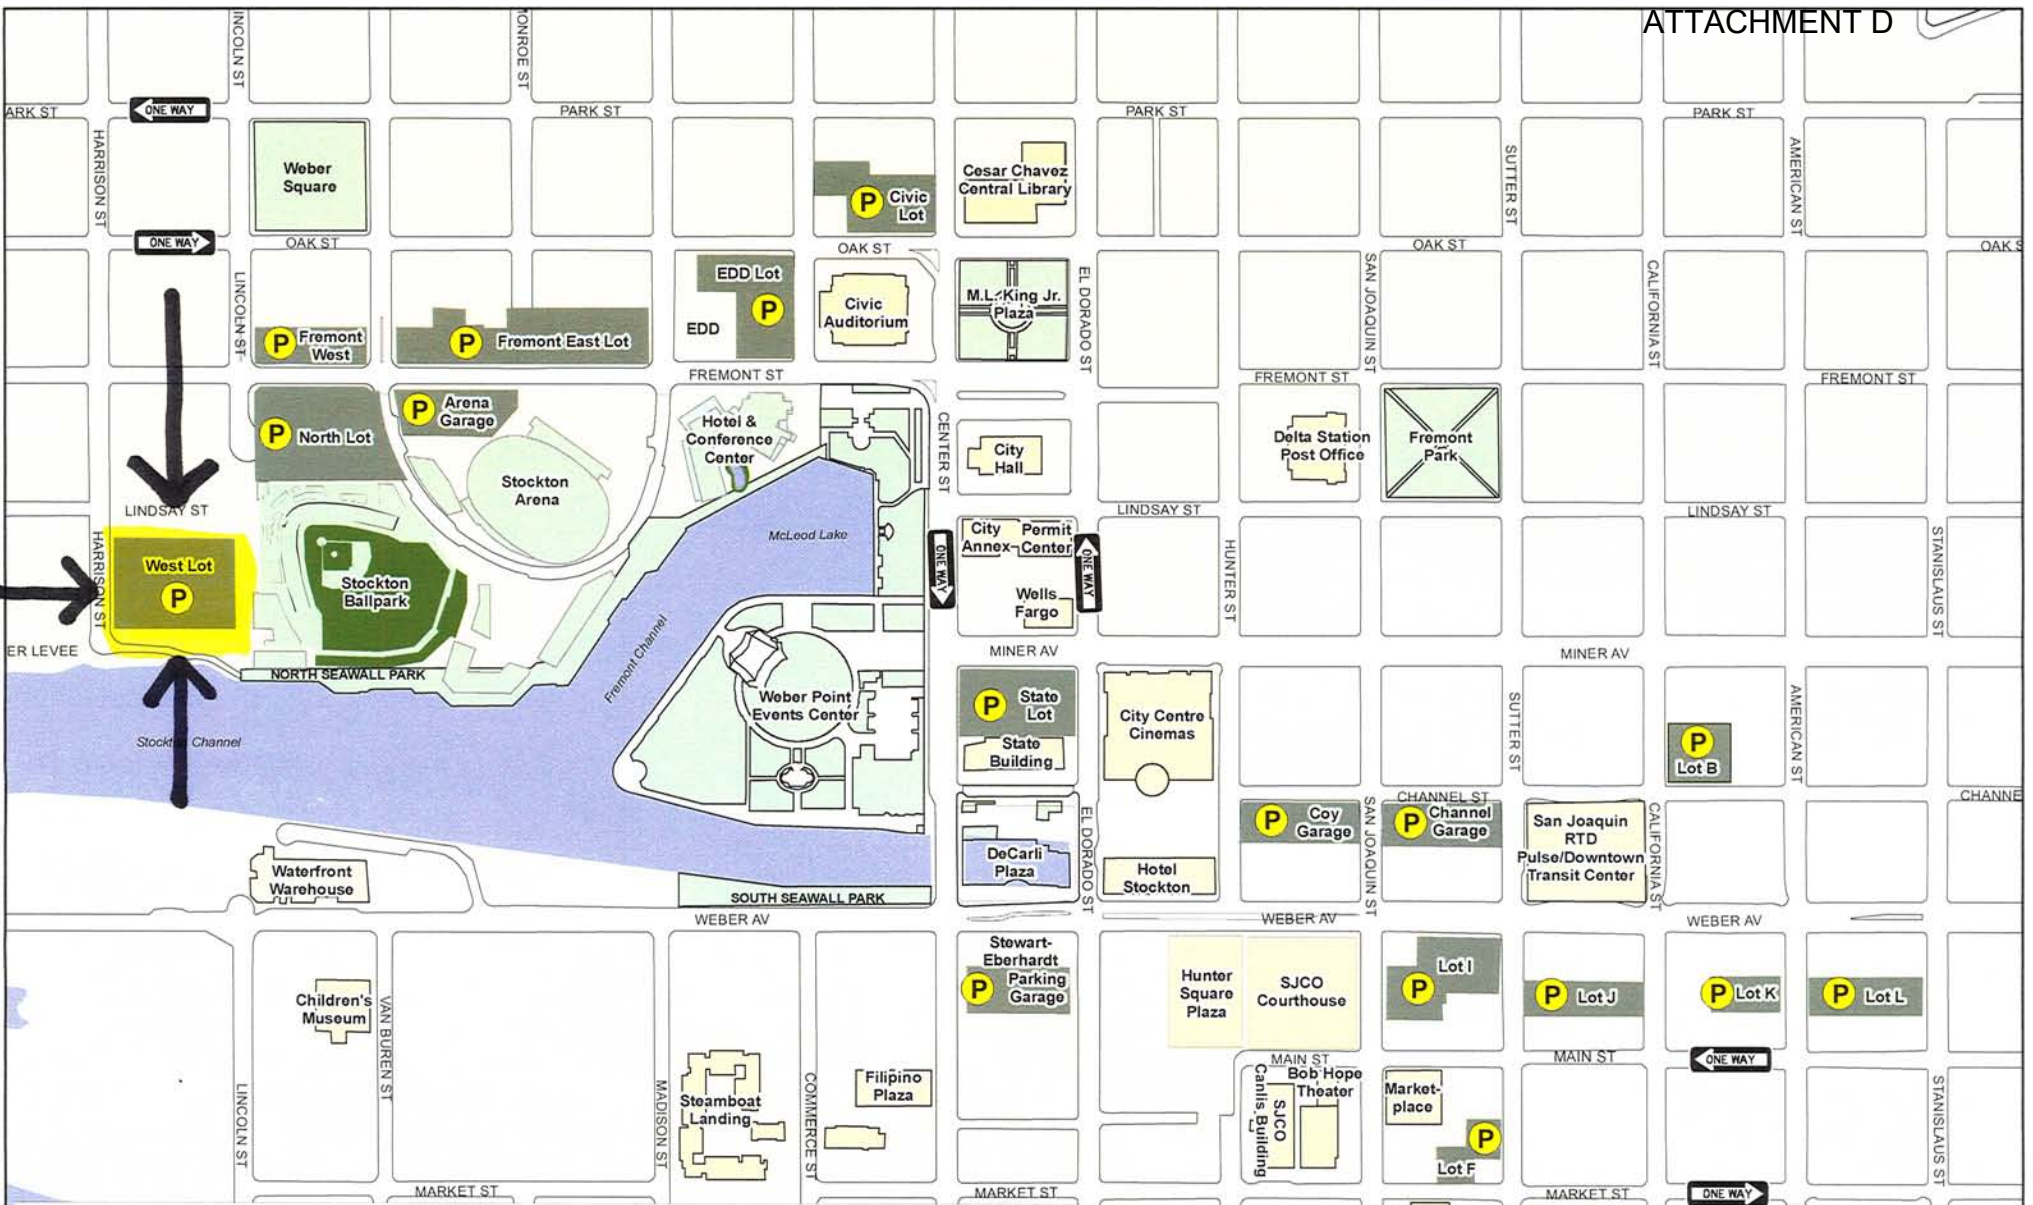 ATTACHMENT D
INCOLN ST
MONROE ST
ARK ST
ONE WAY
PARK ST
PARK ST
PARK ST
HARRISON ST
Weber
Square
Civic
Lot
P
Cesar Chavez
Central Library
SUTTER ST
AMERICAN ST
ONE WAY
OAK ST
OAK ST
OAK ST
OAK S
LINCOLN ST
P
Fremont
West
P
Fremont East Lot
EDD Lot
P
EDD
Civic
Auditorium
M.L. King Jr.
Plaza
EL DORADO ST
SAN JOAQUIN ST
CALIFORNIA ST
FREMONT ST
FREMONT ST
FREMONT ST
P
North Lot
P
Arena
Garage
Stockton
Arena
Hotel &
Conference
Center
CENTER ST
City
Hall
Delta Station
Post Office
Fremont
Park
LINDSAY ST
LINDSAY ST
LINDSAY ST
HARRISON ST
West Lot
P
Stockton
Ballpark
McLeod Lake
Fremont Channel
ONE WAY
City
Annex
Permit
Center
Wells
Fargo
ONE WAY
HUNTER ST
STANISLAUS ST
ER LEVEE
NORTH SEAWALL PARK
MINER AV
MINER AV
Weber Point
Events Center
P
State
Lot
State
Building
City Centre
Cinemas
SUTTER ST
P
Lot B
AMERICAN ST
Stockton Channel
CHANNEL ST
CHANNE
EL DORADO ST
P
Coy
Garage
SAN JOAQUIN ST
P
Channel
Garage
San Joaquin
RTD
Pulse/Downtown
Transit Center
CALIFORNIA ST
Waterfront
Warehouse
DeCarli
Plaza
Hotel
Stockton
SOUTH SEAWALL PARK
WEBER AV
WEBER AV
WEBER AV
Stewart-
Eberhardt
Parking
Garage
P
Hunter
Square
Plaza
SJCO
Courthouse
Lot I
P
P
Lot J
P
Lot K
P
Lot L
Children's
Museum
VAN BUREN ST
MAIN ST
MAIN ST
ONE WAY
LINCOLN ST
MADISON ST
Steamboat
Landing
COMMERCE ST
Filipino
Plaza
SJCO
Canlis Building
Bob Hope
Theater
Market-
place
P
Lot F
STANISLAUS ST
MARKET ST
MARKET ST
MARKET ST
ONE WAY